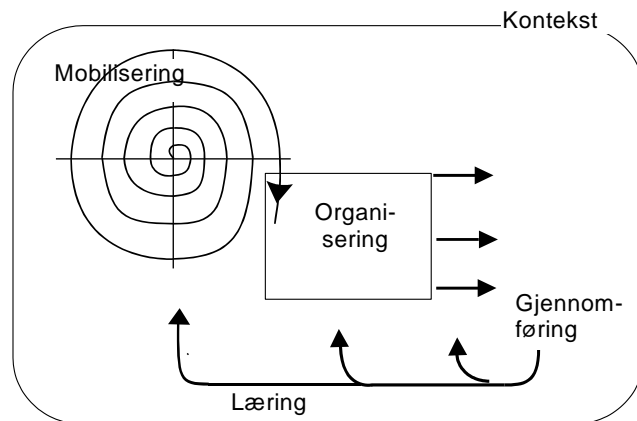 Kontekst
Mobilisering
Organi-
sering
Gjennom-
føring
Læring